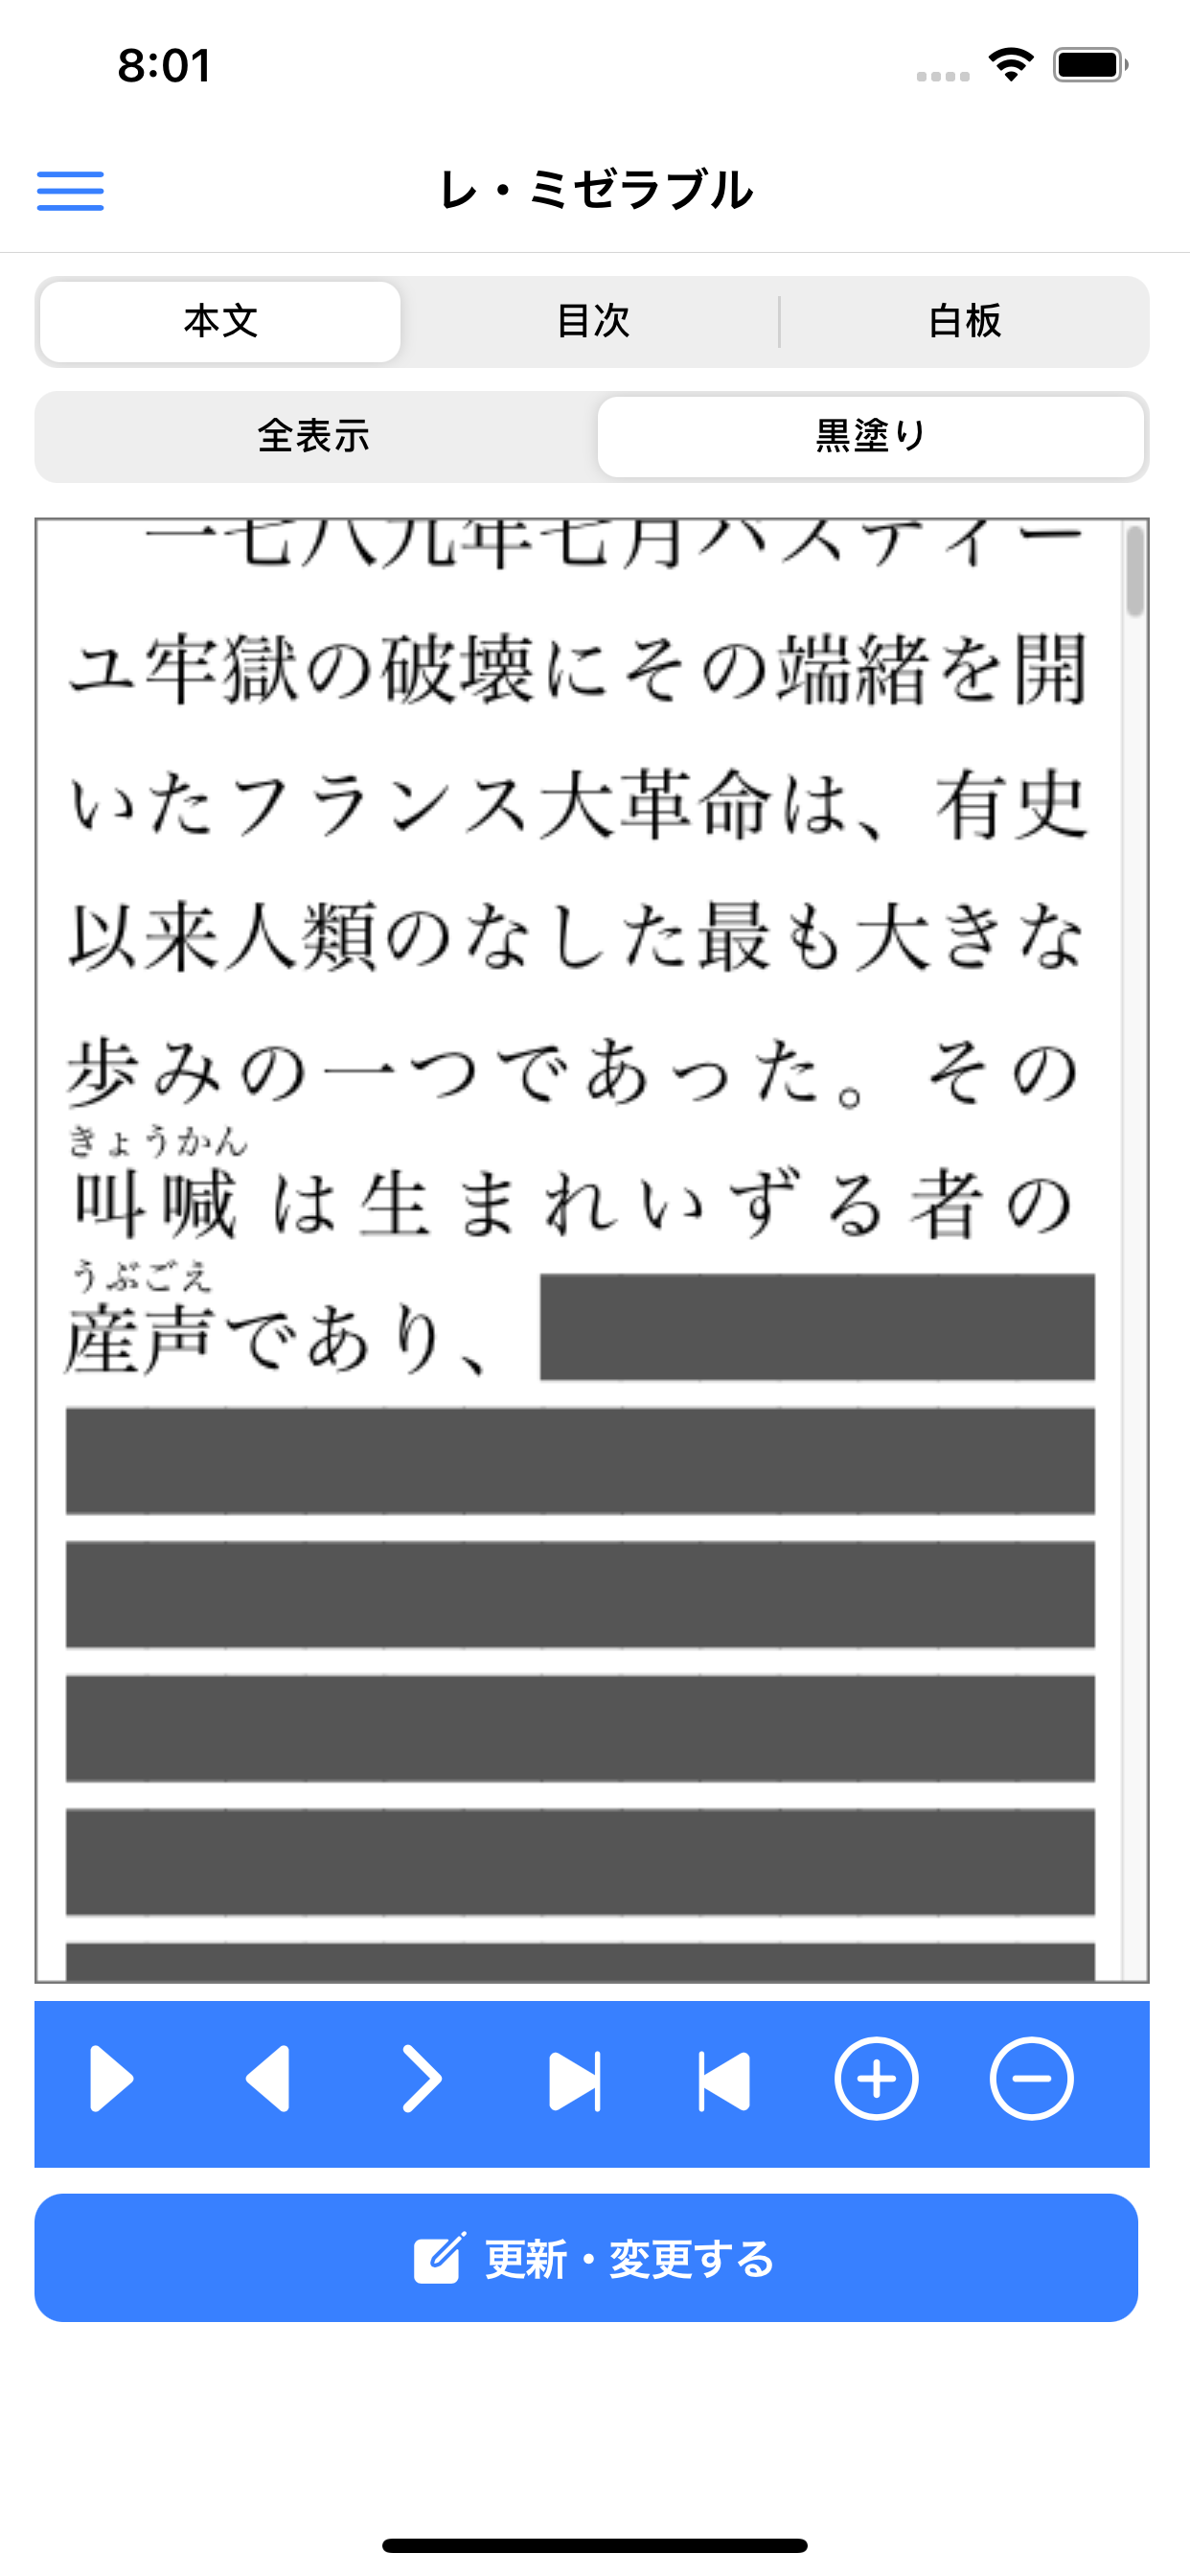 8:01
レ・ミゼラブル
本文 目次 白板
全表示 黒塗り
一七八九年七月バスティー
ユ牢獄の破壊にその端緒を開
いたフランス大革命は、有史
以来人類のなした最も大きな
歩みの一つであった。その
きょうかん
叫喊は生まれいずる者の
うぶごえ
産声であり、
更新・変更する